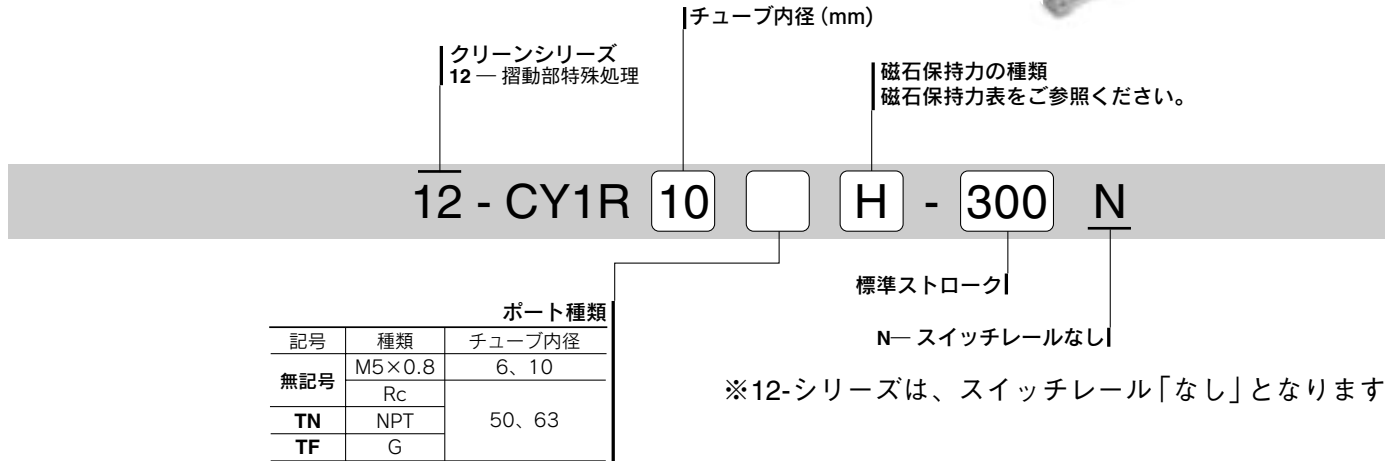 チューブ内径 (mm)
クリーンシリーズ
12 — 摺動部特殊処理
磁石保持力の種類
磁石保持力表をご参照ください。
12 - CY1R 10 H - 300 N
標準ストローク
N— スイッチレールなし
ポート種類
記号 種類 チューブ内径
無記号 M5×0.8 6、10
Rc 50、63
TN NPT
TF G
※12-シリーズは、スイッチレール「なし」となります